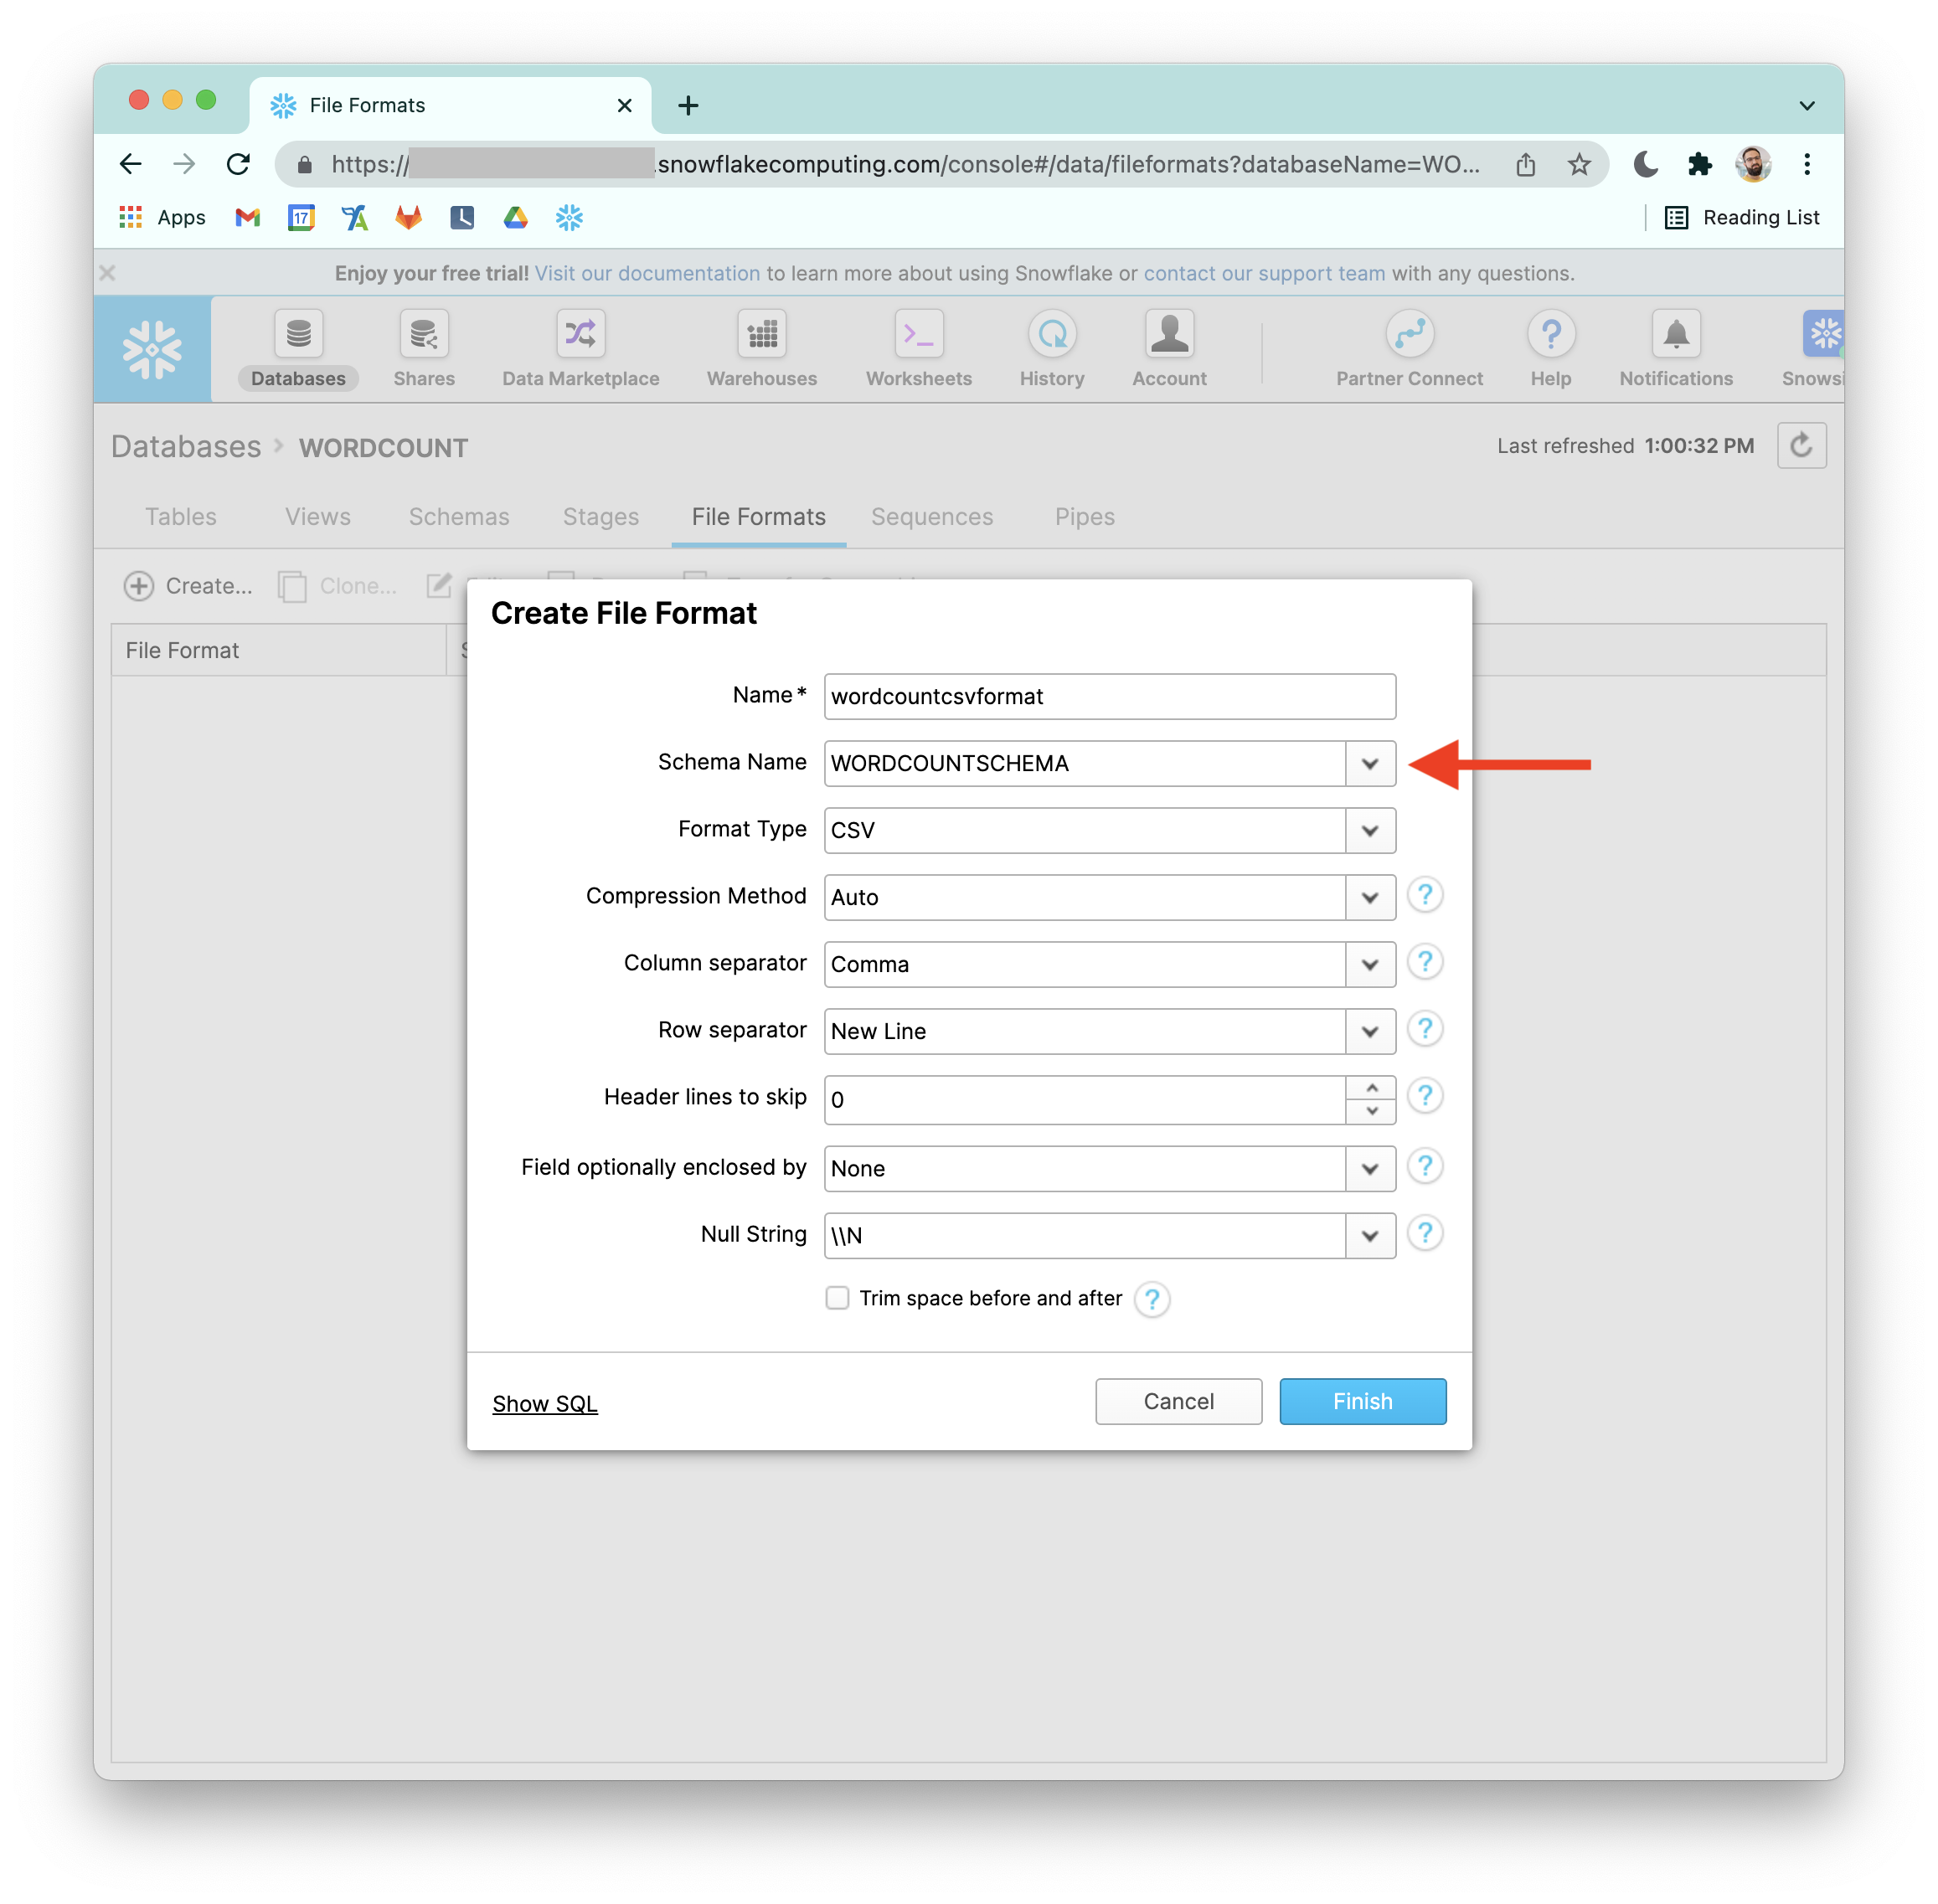 File Formats
https:// .snowflakecomputing.com/console#/data/fileformats?databaseName=WO...
Apps
17
Reading List
Enjoy your free trial! Visit our documentation to learn more about using Snowflake or contact our support team with any questions.
Databases Shares Data Marketplace Warehouses Worksheets History Account Partner Connect Help Notifications Snowsi
Databases > WORDCOUNT
Last refreshed 1:00:32 PM
Tables Views Schemas Stages File Formats Sequences Pipes
Create... Clone...
File Format
Create File Format
Name* wordcountcsvformat
Schema Name WORDCOUNTSCHEMA
Format Type CSV
Compression Method Auto ?
Column separator Comma ?
Row separator New Line ?
Header lines to skip 0 ?
Field optionally enclosed by None ?
Null String \\N ?
Trim space before and after ?
Show SQL Cancel Finish